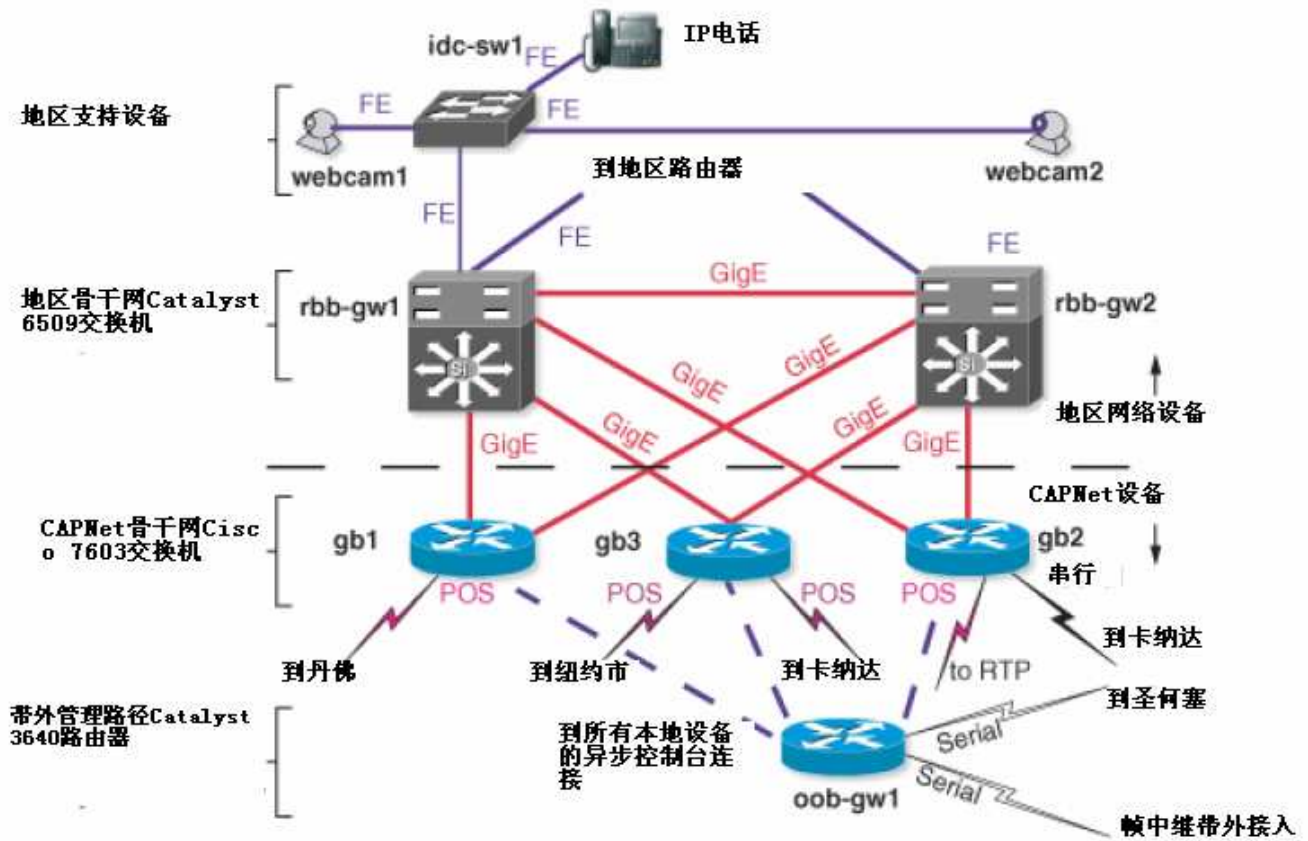 IP电话
idc-sw1
FE
地区支持设备
FE
FE
webcam1
到地区路由器
webcam2
FE
FE
FE
GigE
地区骨干网Catalyst
6509交换机
rbb-gw1
rbb-gw2
Si
Si
GigE
GigE
GigE
GigE
地区网络设备
GigE
GigE
CAPNet设备
CAPNet骨干网Cisc
o 7603交换机
gb1
gb3
gb2
串行
POS
POS
POS
POS
到丹佛
到纽约市
到卡纳达
to RTP
到卡纳达
到圣何塞
带外管理路径Catalyst
3640路由器
到所有本地设备
的异步控制台连
接
Serial
oob-gw1
Serial
帧中继带外接入